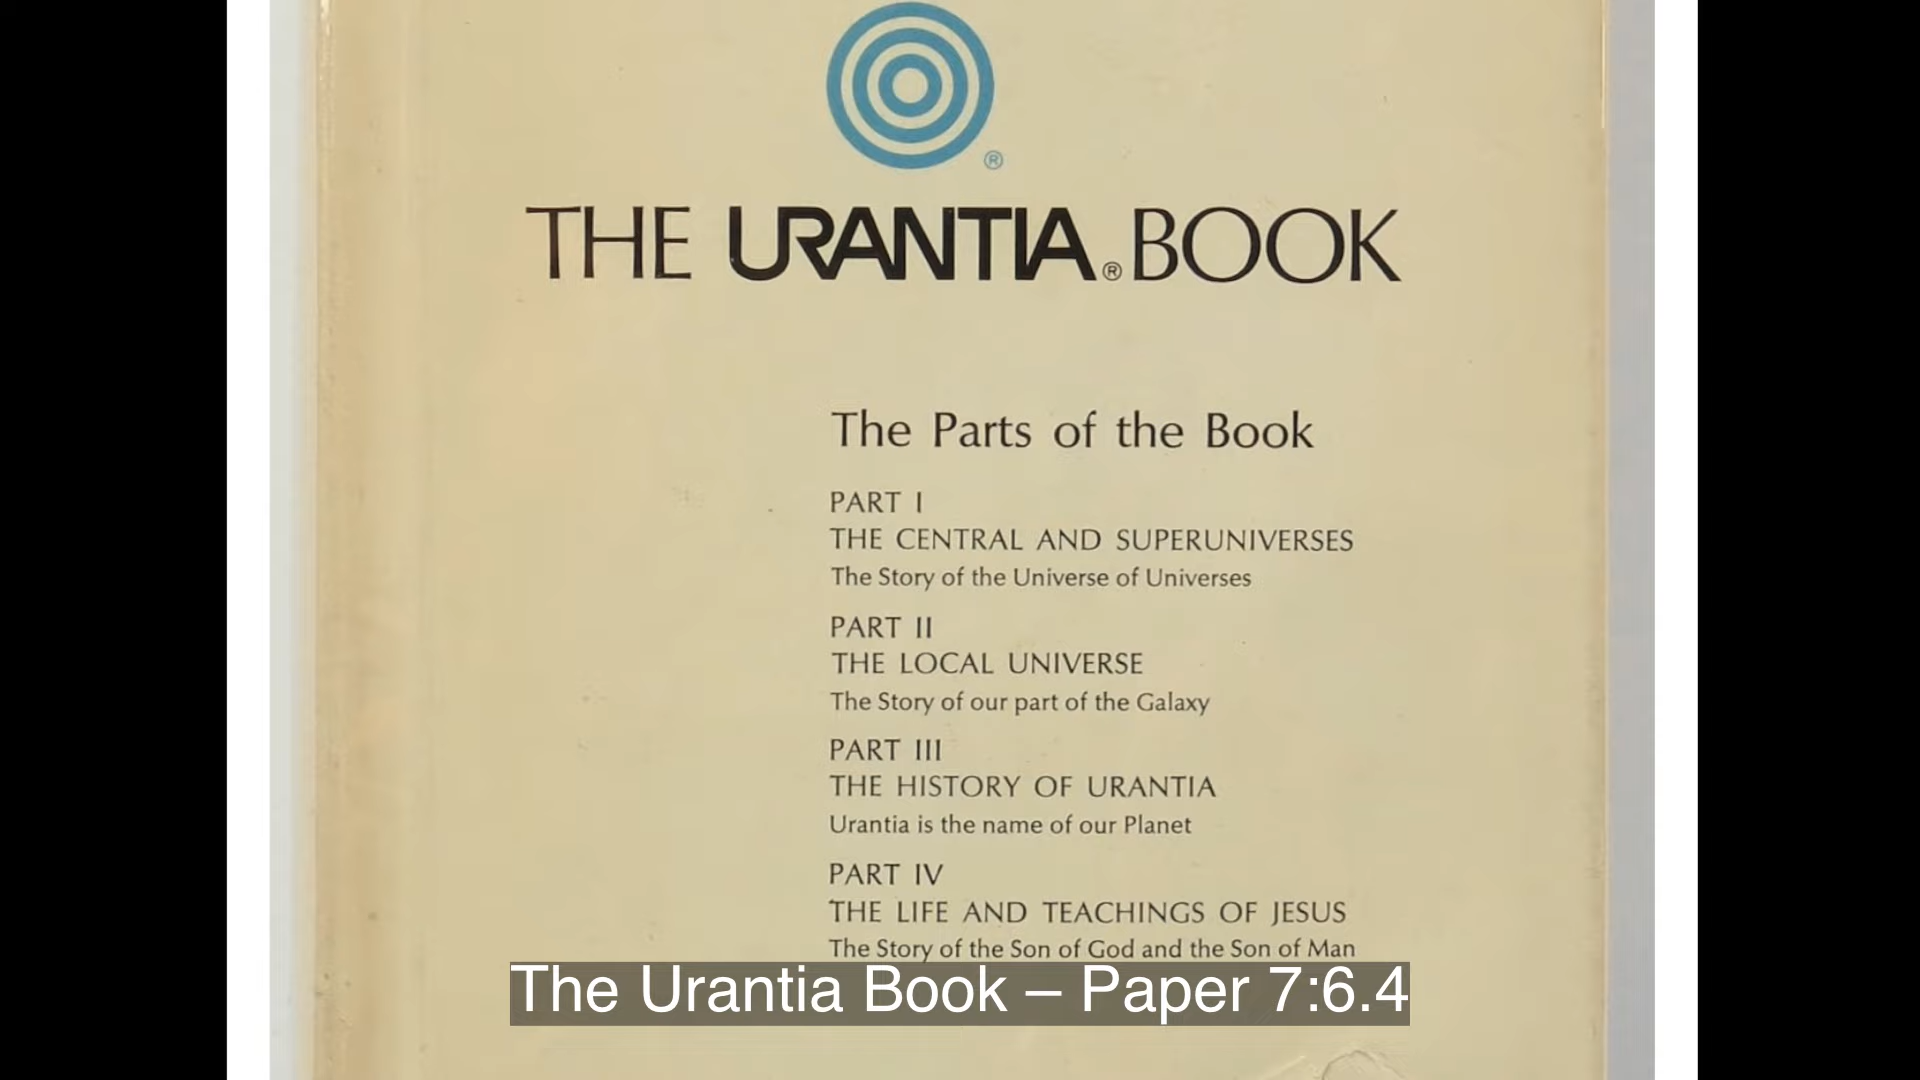 ®
THE URANTIA® BOOK
The Parts of the Book
PART I
THE CENTRAL AND SUPERUNIVERSES
The Story of the Universe of Universes
PART II
THE LOCAL UNIVERSE
The Story of our part of the Galaxy
PART III
THE HISTORY OF URANTIA
Urantia is the name of our Planet
PART IV
THE LIFE AND TEACHINGS OF JESUS
The Story of the Son of God and the Son of Man
The Urantia Book – Paper 7:6.4